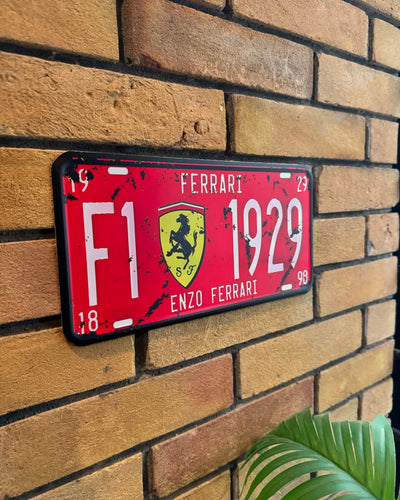 19 FERRARI 29
F1 SF 1929
18 ENZO FERRARI 98